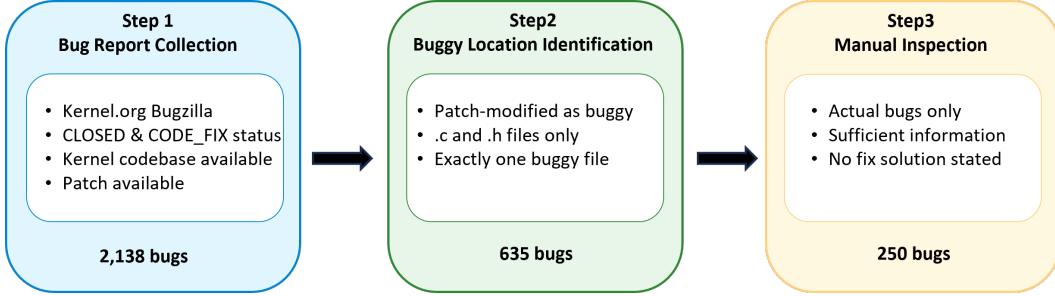 Step 1
Bug Report Collection
• Kernel.org Bugzilla
• CLOSED & CODE_FIX status
• Kernel codebase available
• Patch available
2,138 bugs
Step2
Buggy Location Identification
• Patch-modified as buggy
• .c and .h files only
• Exactly one buggy file
635 bugs
Step3
Manual Inspection
• Actual bugs only
• Sufficient information
• No fix solution stated
250 bugs